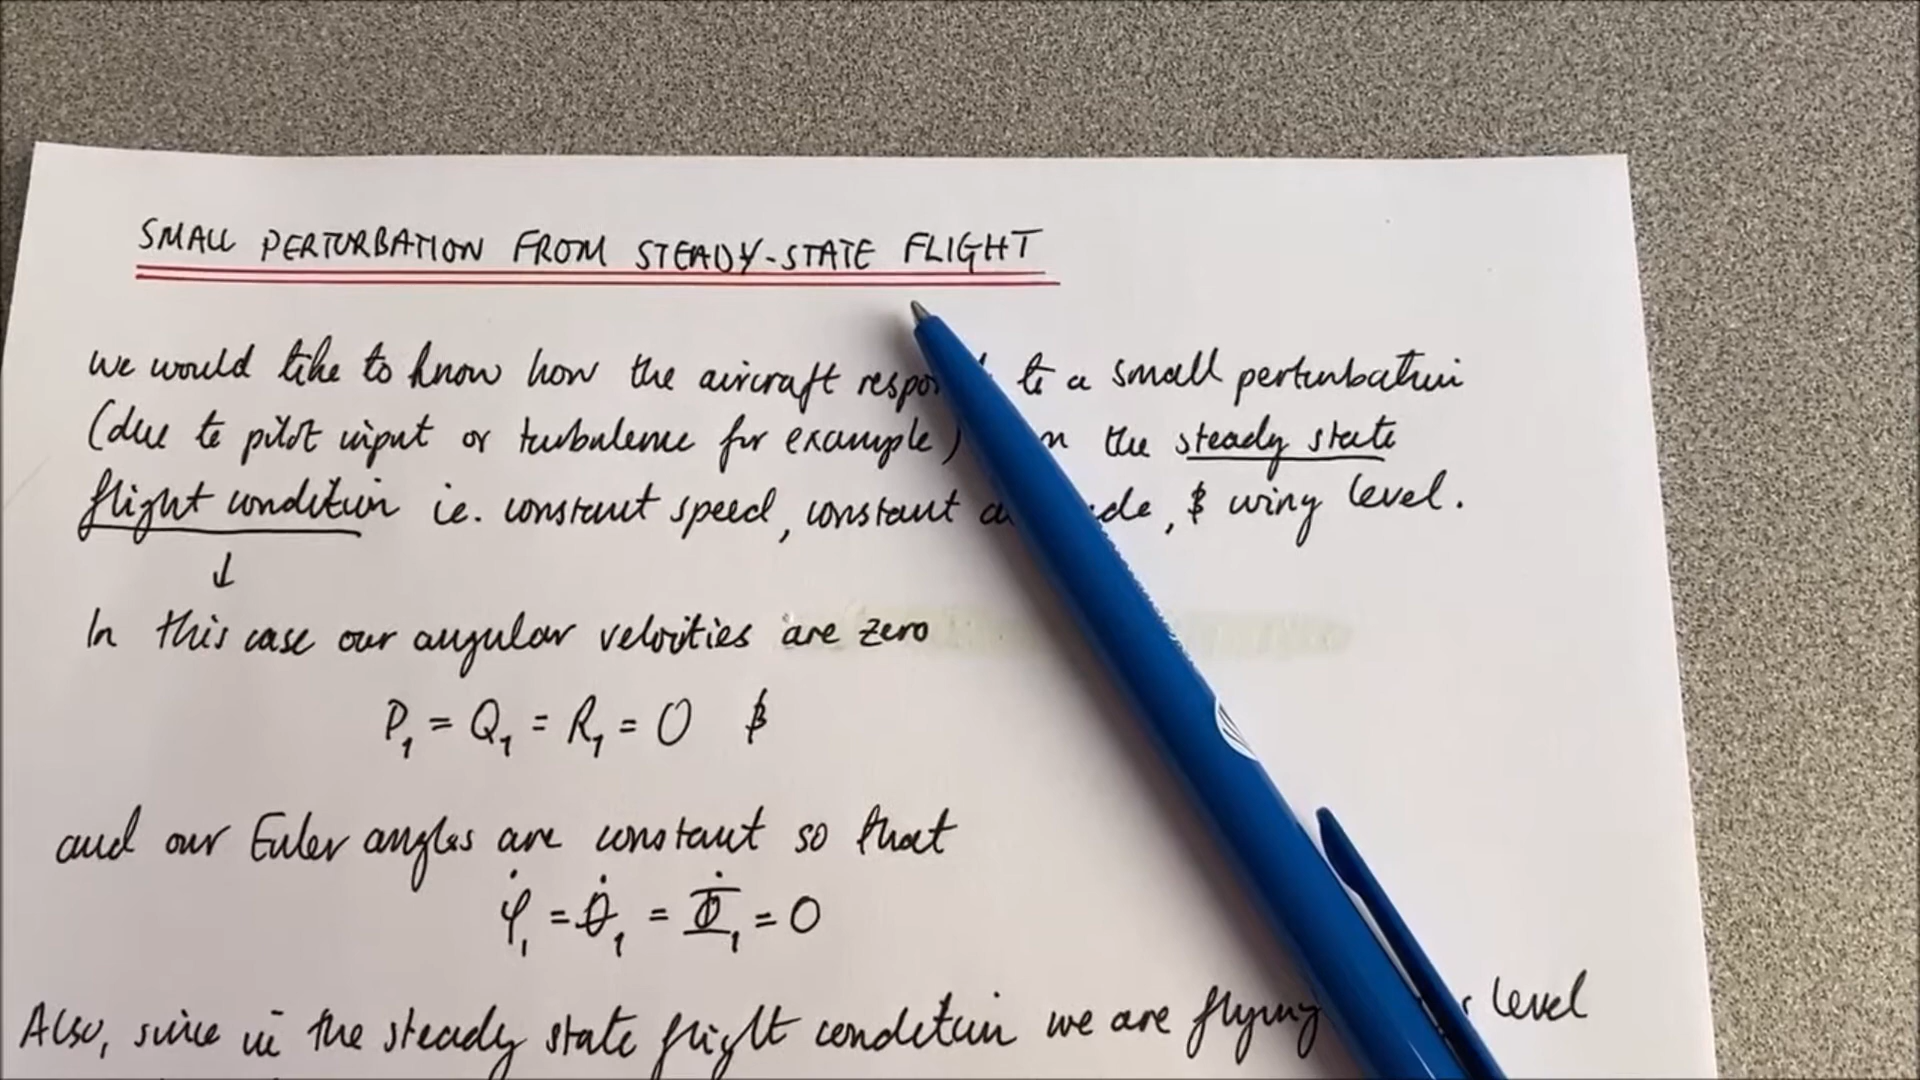 SMALL PERTURBATION FROM STEADY-STATE FLIGHT
We would like to know how the aircraft to a small perturbation
(due to pilot input or turbulence for example) the steady state
flight condition ie. constant speed, constant & wing level.
↓
In this case our angular velocities are zero
P₁ = Q₁ = R₁ = 0 &
and our Euler angles are constant so that
φ̇₁ = θ̇₁ = Φ̇₁ = 0
Also, since in the steady state flight condition we are flying level